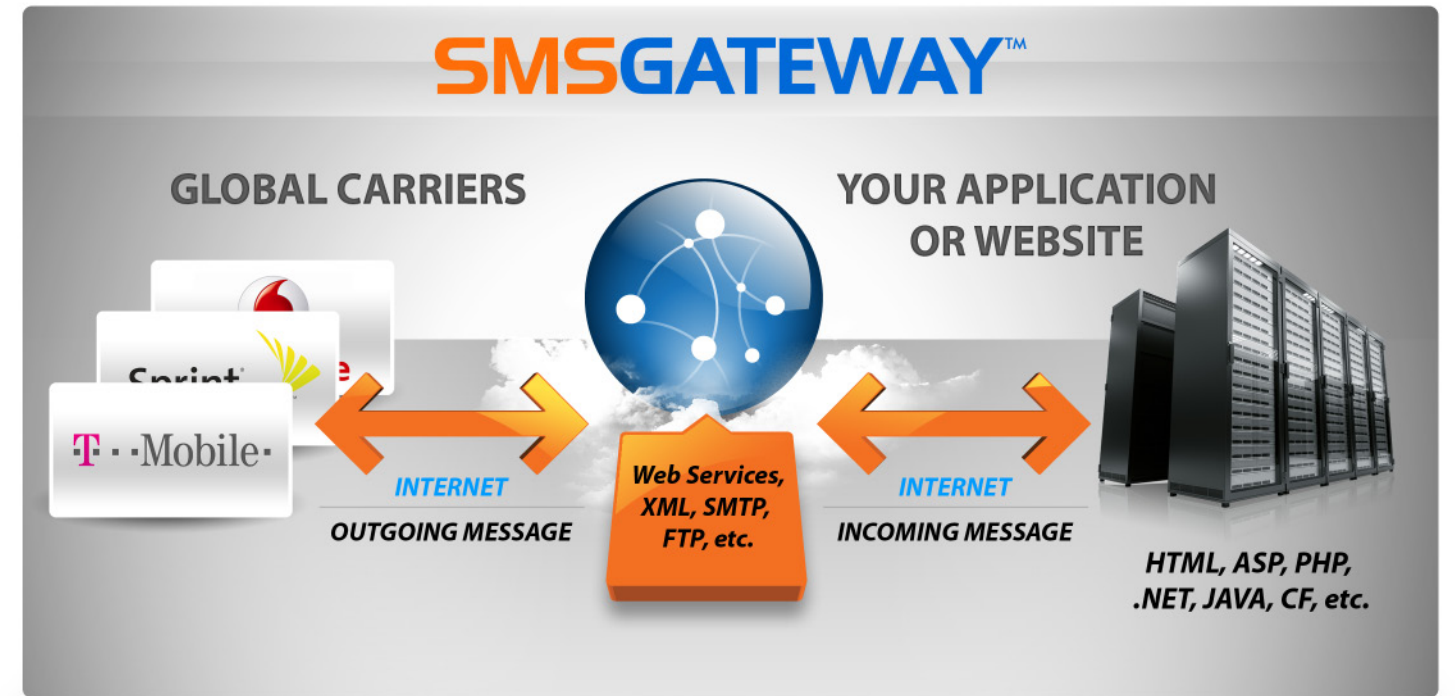 SMSGATEWAY™
GLOBAL CARRIERS
YOUR APPLICATION
OR WEBSITE
Sprint
T··Mobile·
INTERNET
OUTGOING MESSAGE
Web Services,
XML, SMTP,
FTP, etc.
INTERNET
INCOMING MESSAGE
HTML, ASP, PHP,
.NET, JAVA, CF, etc.